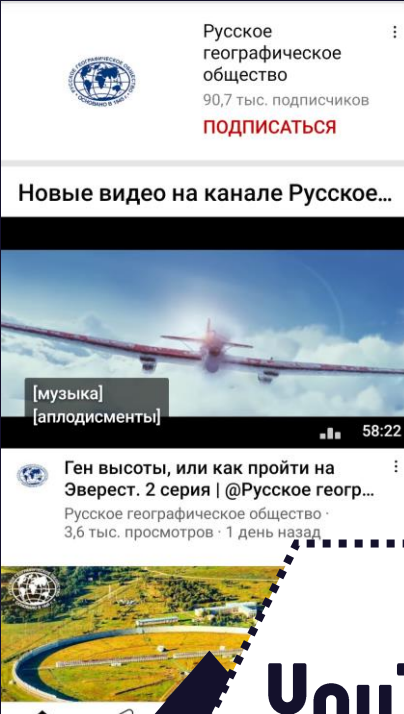 Русское
географическое
общество
90,7 тыс. подписчиков
ПОДПИСАТЬСЯ
Новые видео на канале Русское...
[музыка]
[аплодисменты]
58:22
Ген высоты, или как пройти на
Эверест. 2 серия | @Русское геогр...
Русское географическое общество ·
3,6 тыс. просмотров · 1 день назад
YouT